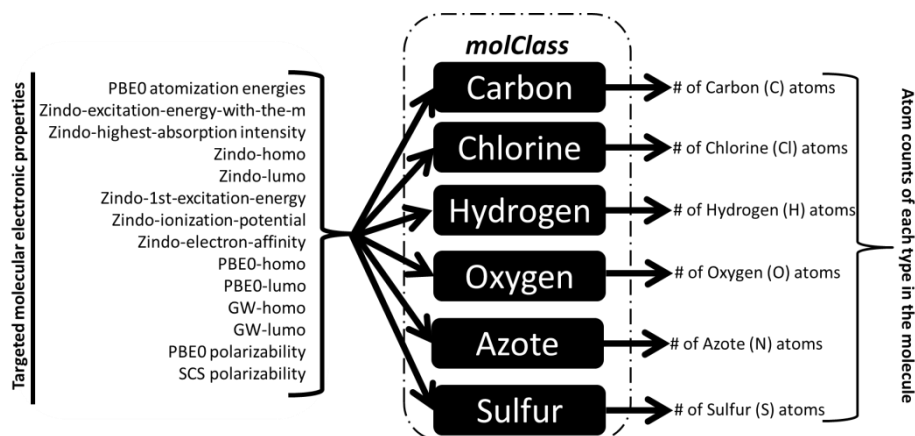 Targeted molecular electronic properties
PBE0 atomization energies
Zindo-excitation-energy-with-the-m
Zindo-highest-absorption intensity
Zindo-homo
Zindo-lumo
Zindo-1st-excitation-energy
Zindo-ionization-potential
Zindo-electron-affinity
PBE0-homo
PBE0-lumo
GW-homo
GW-lumo
PBE0 polarizability
SCS polarizability
molClass
Carbon
Chlorine
Hydrogen
Oxygen
Azote
Sulfur
# of Carbon (C) atoms
# of Chlorine (Cl) atoms
# of Hydrogen (H) atoms
# of Oxygen (O) atoms
# of Azote (N) atoms
# of Sulfur (S) atoms
Atom counts of each type in the molecule